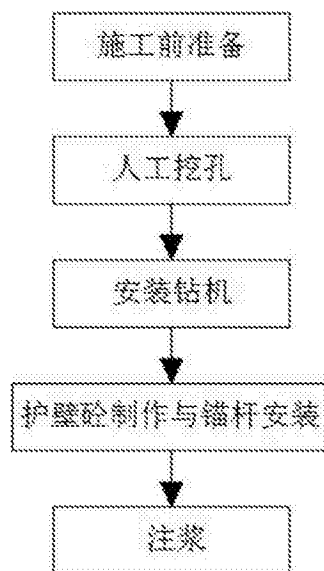 施工前准备
人工挖孔
安装钻机
护壁砼制作与锚杆安装
注浆